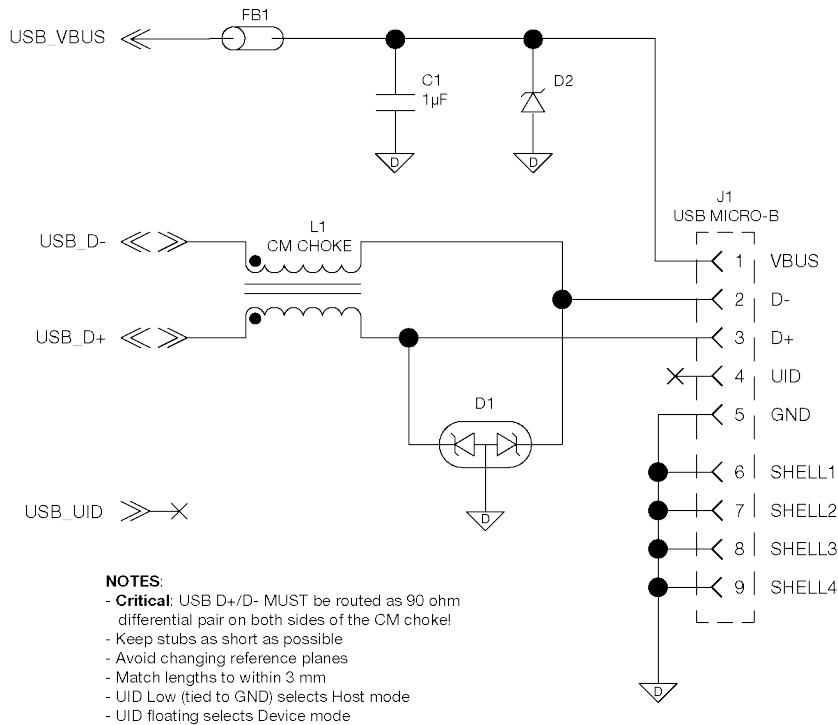 FB1
USB_VBUS
C1
1µF
D2
D
D
J1
USB MICRO-B
L1
CM CHOKE
USB_D-
1 VBUS
2 D-
USB_D+
3 D+
4 UID
D1
5 GND
6 SHELL1
USB_UID
7 SHELL2
D
8 SHELL3
9 SHELL4
NOTES:
- Critical: USB D+/D- MUST be routed as 90 ohm
differential pair on both sides of the CM choke!
- Keep stubs as short as possible
- Avoid changing reference planes
- Match lengths to within 3 mm
- UID Low (tied to GND) selects Host mode
- UID floating selects Device mode
D